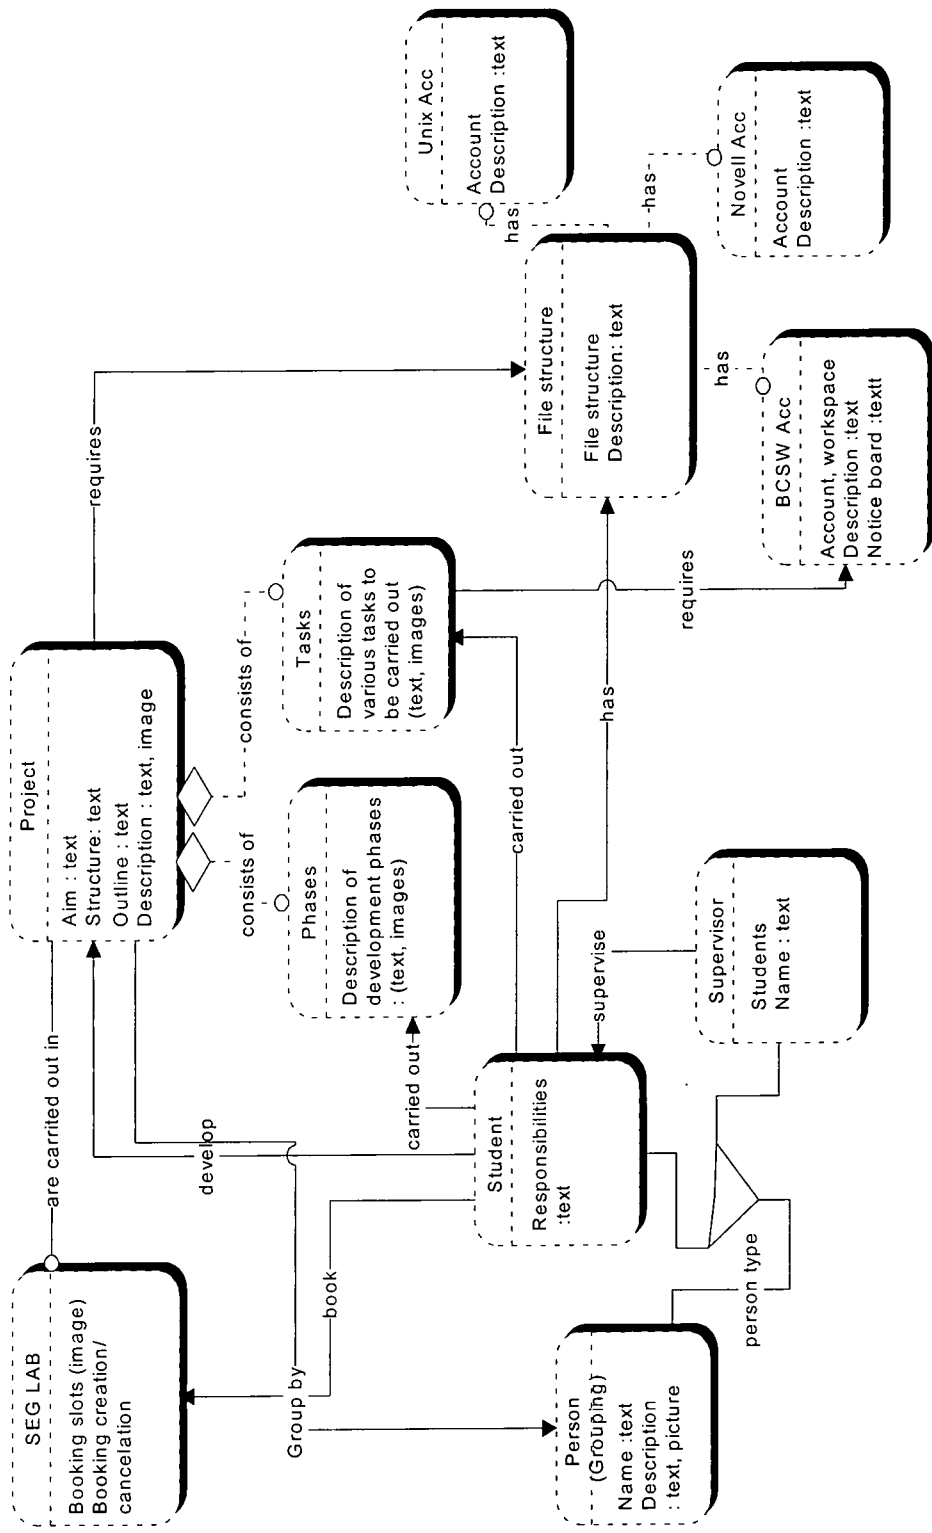 SEG LAB
Booking slots (image)
Booking creation/
cancelation
are carrited out in
Project
Aim : text
Structure: text
Outline : text
Description : text, image
requires
develop
consists of
consists of
book
Group by
carried out
Phases
Description of
development phases
: (text, images)
Tasks
Description of
various tasks to
be carried out
(text, images)
Unix Acc
Account
Description :text
has
Student
Responsibilities
:text
carried out
supervise
has
requires
File structure
File structure
Description: text
has
has
Person
(Grouping)
Name :text
Description
: text, picture
person type
Supervisor
Students
Name : text
BCSW Acc
Account, workspace
Description :text
Notice board :textt
Novell Acc
Account
Description :text